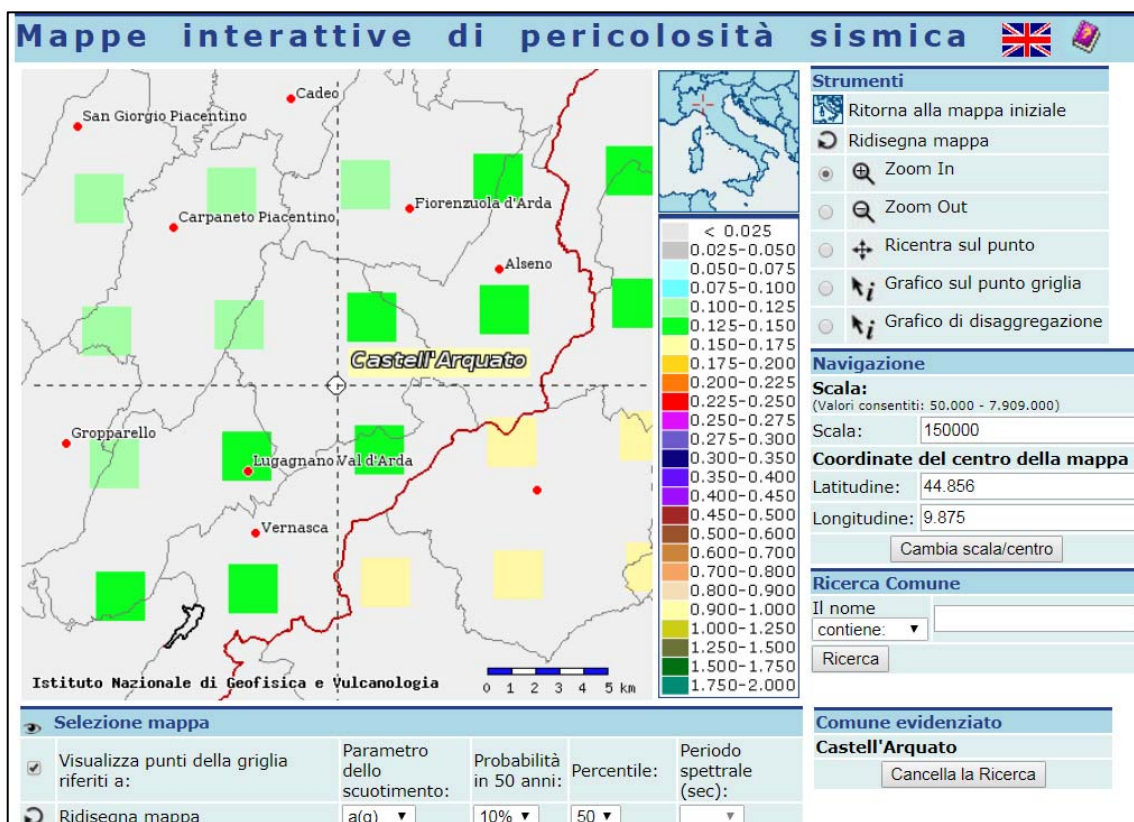 Mappe interattive di pericolosità sismica
Cadeo
San Giorgio Piacentino
Carpaneto Piacentino
Fiorenzuola d'Arda
Alseno
Castell'Arquato
Gropparello
Lugagnano Val d'Arda
Vernasca
Istituto Nazionale di Geofisica e Vulcanologia
0 1 2 3 4 5 km
< 0.025
0.025-0.050
0.050-0.075
0.075-0.100
0.100-0.125
0.125-0.150
0.150-0.175
0.175-0.200
0.200-0.225
0.225-0.250
0.250-0.275
0.275-0.300
0.300-0.350
0.350-0.400
0.400-0.450
0.450-0.500
0.500-0.600
0.600-0.700
0.700-0.800
0.800-0.900
0.900-1.000
1.000-1.250
1.250-1.500
1.500-1.750
1.750-2.000
Strumenti
Ritorna alla mappa iniziale
Ridisegna mappa
Zoom In
Zoom Out
Ricentra sul punto
i Grafico sul punto griglia
i Grafico di disaggregazione
Navigazione
Scala:
(Valori consentiti: 50.000 - 7.909.000)
Scala: 150000
Coordinate del centro della mappa
Latitudine: 44.856
Longitudine: 9.875
Cambia scala/centro
Ricerca Comune
Il nome
contiene:
Ricerca
Selezione mappa
Visualizza punti della griglia
riferiti a:
Parametro
dello
scuotimento:
Probabilità
in 50 anni:
Percentile:
Periodo
spettrale
(sec):
Ridisegna mappa a(g) 10% 50
Comune evidenziato
Castell'Arquato
Cancella la Ricerca